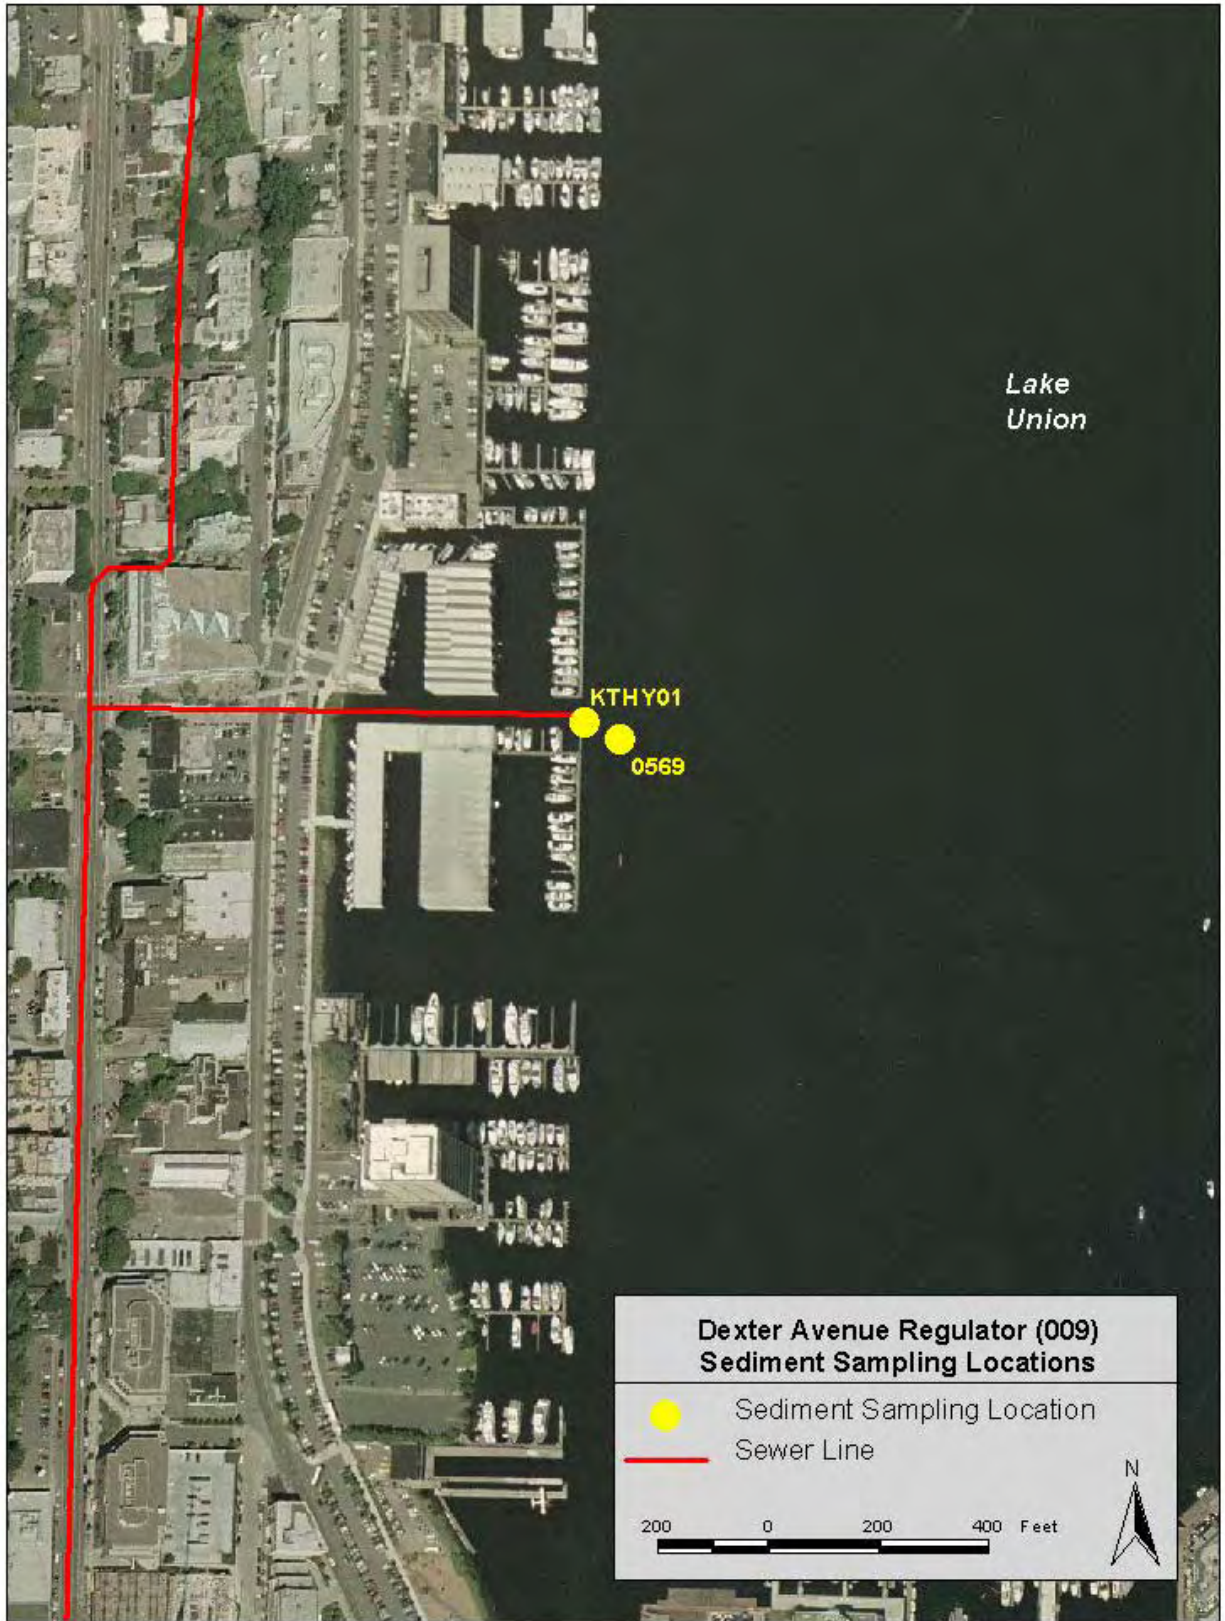 Lake
Union
KTHY01
0569
Dexter Avenue Regulator (009)
Sediment Sampling Locations
Sediment Sampling Location
Sewer Line
N
200 0 200 400 Feet